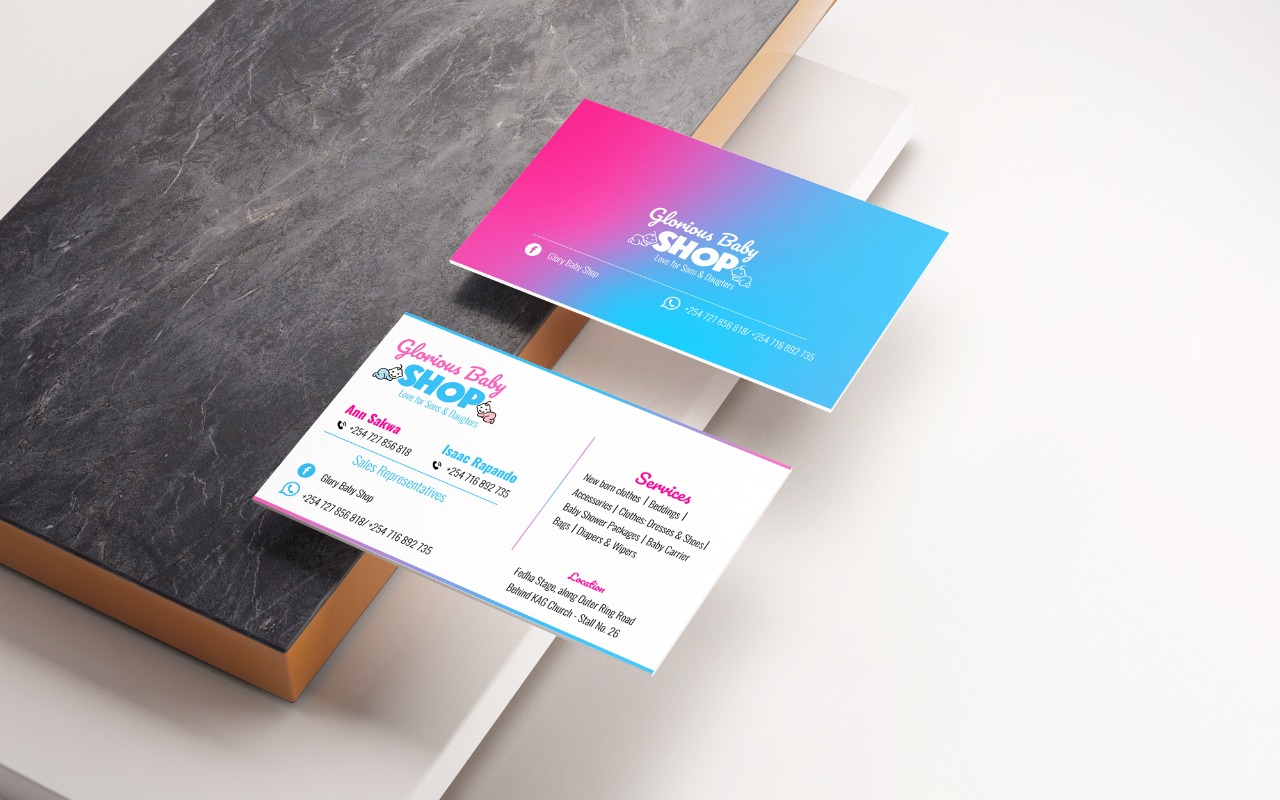 Glorious Baby
SHOP
Love for Sons & Daugters
Glory Baby Shop
+254 727 856 818/ +254 716 892 735
Glorious Baby
SHOP
Love for Sons & Daugters
Ann Sakwa
+254 727 856 818
Isaac Rapando
+254 716 892 735
Sales Representatives
Glory Baby Shop
+254 727 856 818/ +254 716 892 735
Services
New born clothes | Beddings |
Accessories | Clothes: Dresses & Shoes/
Baby Shower Packages | Baby Carrier
Bags | Diapers & Wipers
Location
Fedha Stage, along Outer Ring Road
Behind KAG Church - Stall No. 26